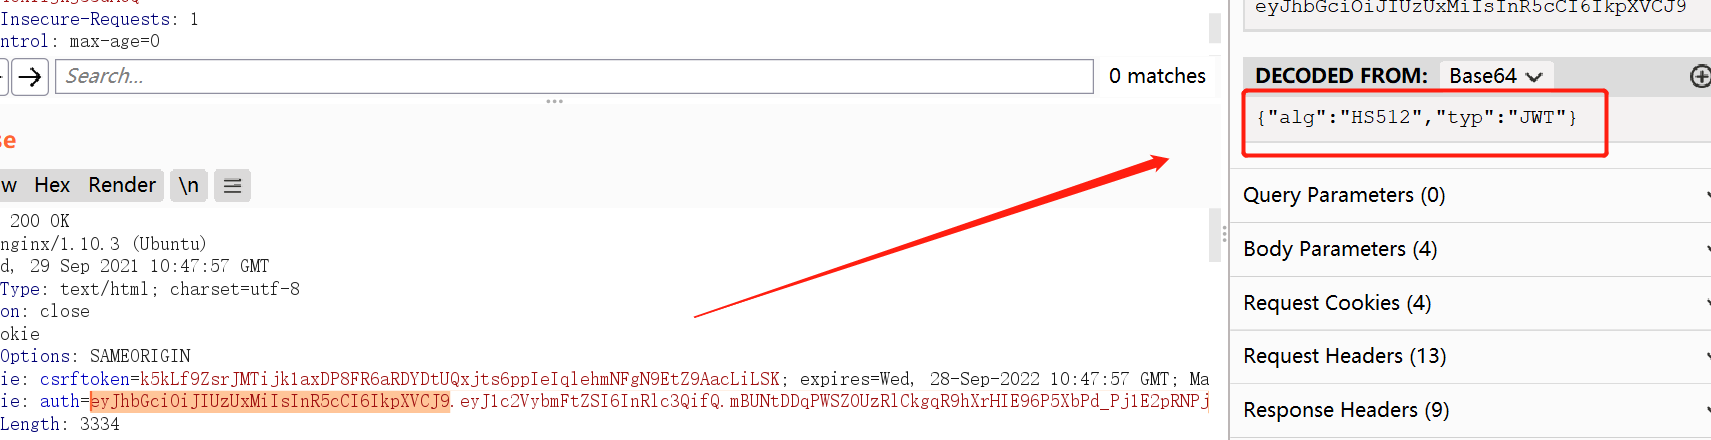 Insecure-Requests: 1
ntrol: max-age=0
Search...
0 matches
se
w Hex Render \n
200 OK
nginx/1.10.3 (Ubuntu)
d, 29 Sep 2021 10:47:57 GMT
Type: text/html; charset=utf-8
on: close
okie
Options: SAMEORIGIN
ie: csrftoken=k5kLf9ZsrJMTijk1axDP8FR6aRDYDtUQxjts6ppIeIqlehmNFgN9EtZ9AacLiLSK; expires=Wed, 28-Sep-2022 10:47:57 GMT; Ma
ie: auth=eyJhbGciOiJIUzUxMiIsInR5cCI6IkpXVCJ9.eyJ1c2VybmFtZSI6InRlc3QifQ.mBUNtDDqPWSZOUzRlCkgqR9hXrHIE96P5XbPd_Pj1E2pRNPj
Length: 3334
eyJhbGciOiJIUzUxMiIsInR5cCI6IkpXVCJ9
DECODED FROM: Base64
{"alg":"HS512","typ":"JWT"}
Query Parameters (0)
Body Parameters (4)
Request Cookies (4)
Request Headers (13)
Response Headers (9)